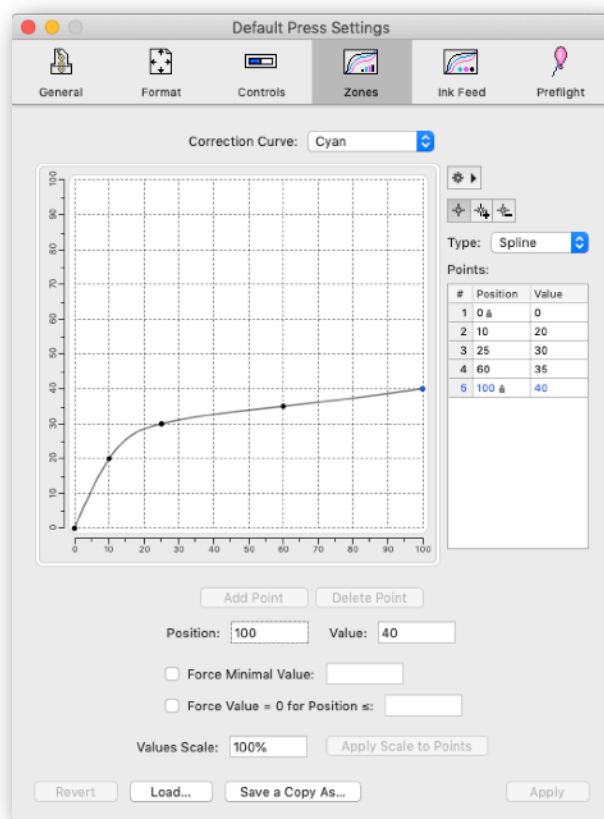 Default Press Settings
General Format Controls Zones Ink Feed Preflight
Correction Curve: Cyan
100
90
80
70
60
50
40
30
20
10
0
0 10 20 30 40 50 60 70 80 90 100
Type: Spline
Points:
# Position Value
1 0 0
2 10 20
3 25 30
4 60 35
5 100 40
Add Point Delete Point
Position: 100 Value: 40
Force Minimal Value:
Force Value = 0 for Position ≤:
Values Scale: 100% Apply Scale to Points
Revert Load... Save a Copy As... Apply